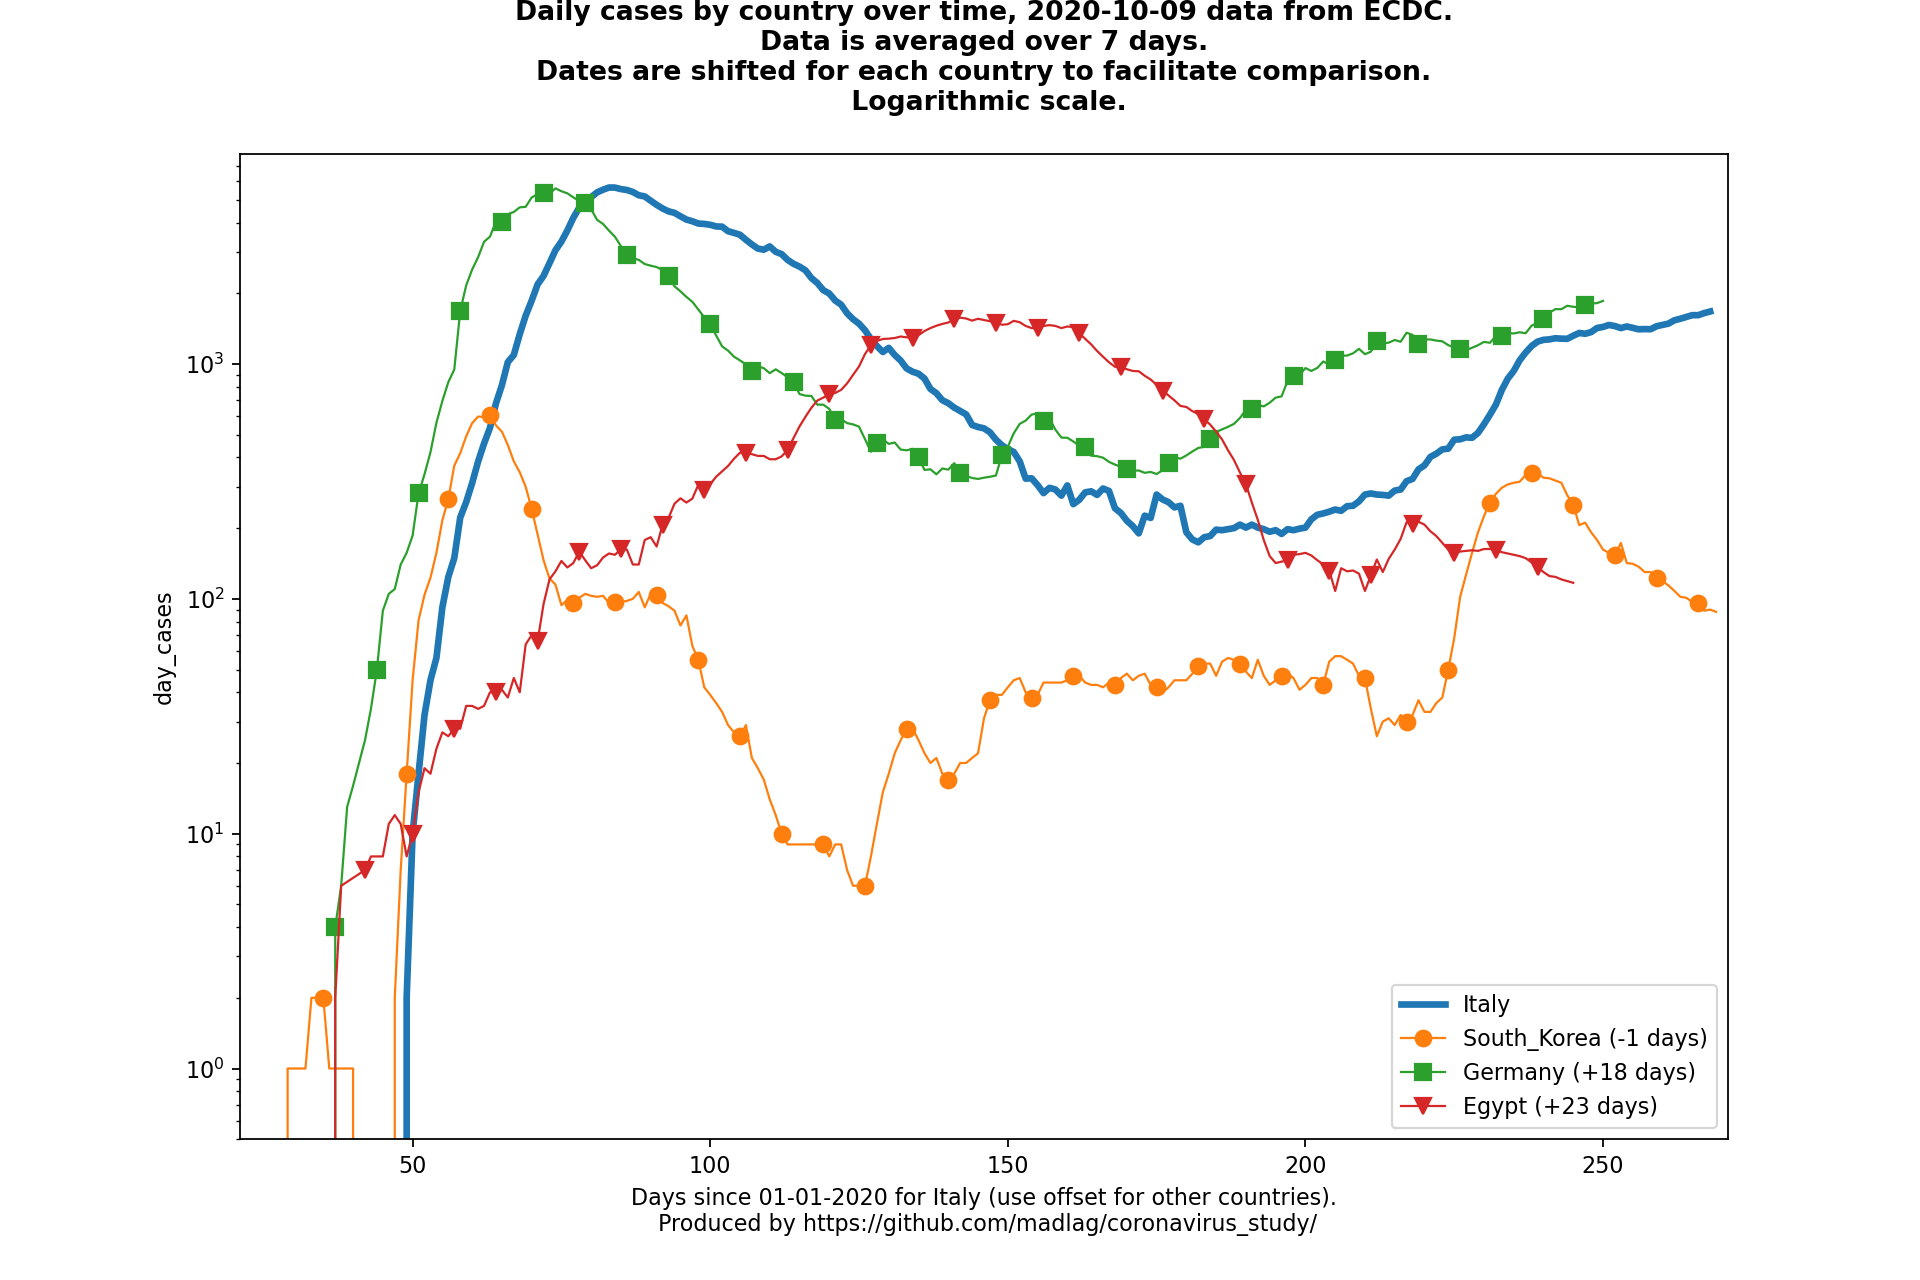 Daily cases by country over time, 2020-10-09 data from ECDC.
Data is averaged over 7 days.
Dates are shifted for each country to facilitate comparison.
Logarithmic scale.
day_cases
10³
10²
10¹
10⁰
50 100 150 200 250
Italy
South_Korea (-1 days)
Germany (+18 days)
Egypt (+23 days)
Days since 01-01-2020 for Italy (use offset for other countries).
Produced by https://github.com/madlag/coronavirus_study/